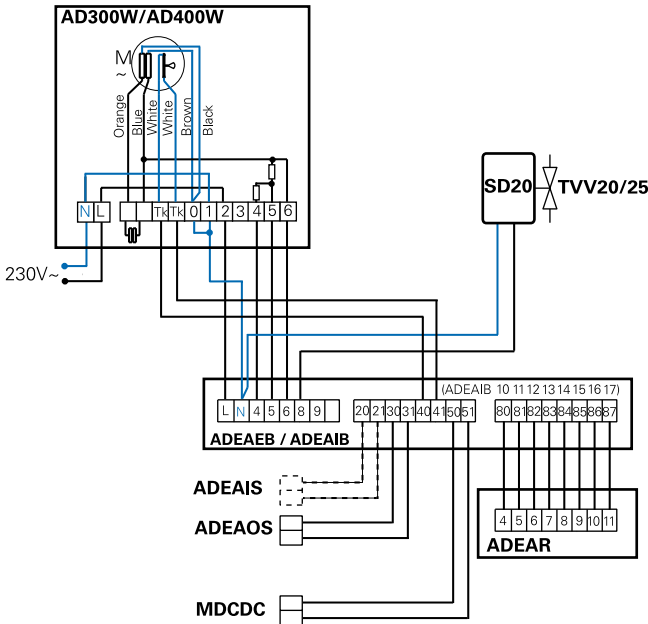 AD300W/AD400W
M
~
Orange
Blue
White
White
Brown
Black
N L Tk Tk 0 1 2 3 4 5 6
230V~
SD20
TVV20/25
(ADEAIB 10 11 12 13 14 15 16 17)
L N 4 5 6 8 9 20 21 30 31 40 41 50 51 80 81 82 83 84 85 86 87
ADEAEB / ADEAIB
ADEAIS
ADEAOS
4 5 6 7 8 9 10 11
ADEAR
MDCDC